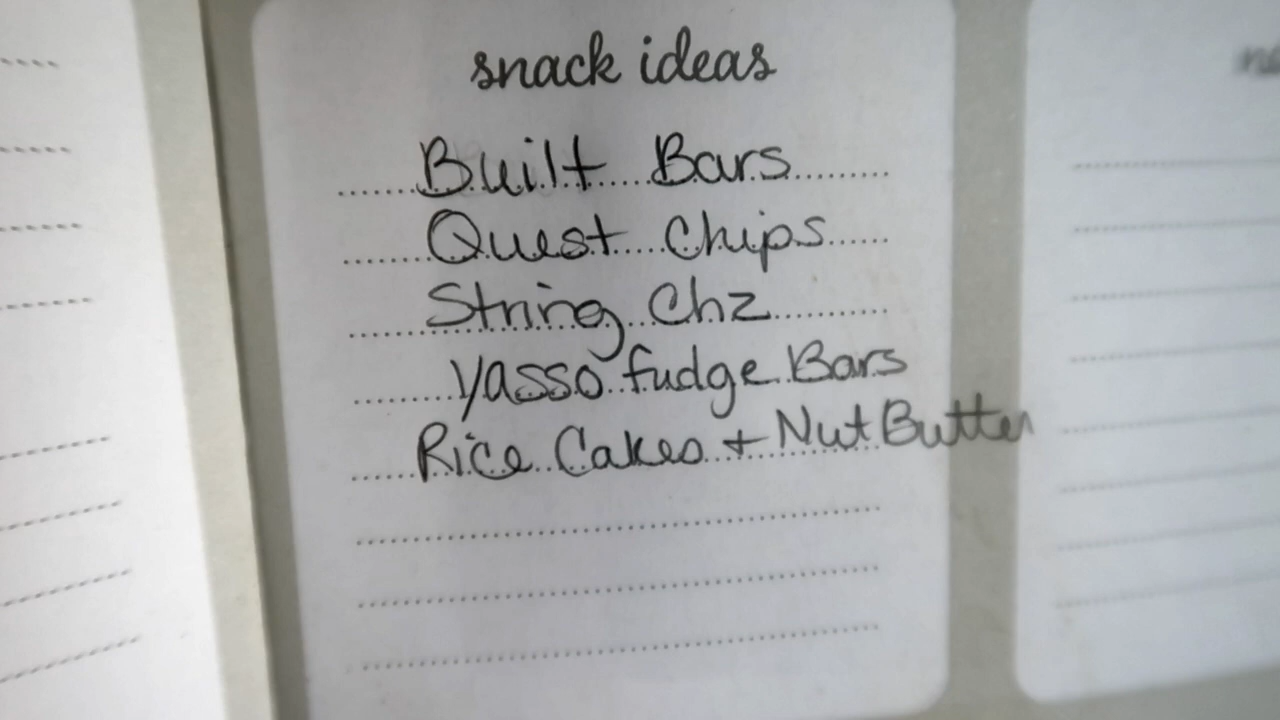 snack ideas
Built Bars
Quest Chips
String Chz
Yasso fudge Bars
Rice Cakes + Nut Butter